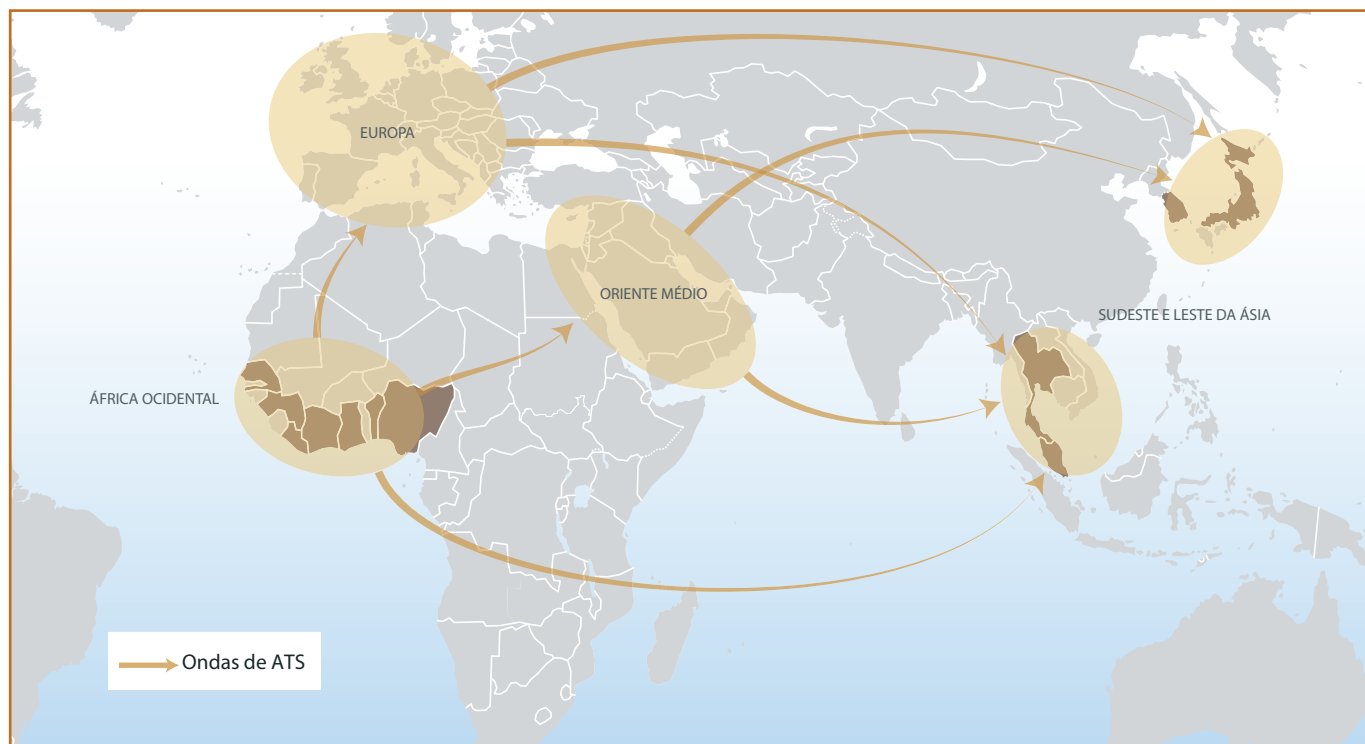 EUROPA
ORIENTE MÉDIO
SUDESTE E LESTE DA ÁSIA
ÁFRICA OCIDENTAL
Ondas de ATS